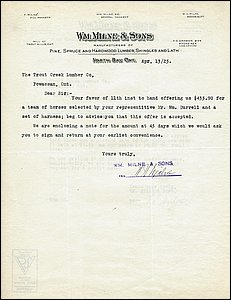 WM. MILNE & SONS
MANUFACTURERS OF
PINE, SPRUCE AND HARDWOOD LUMBER, SHINGLES AND LATH
NORTH BAY ONT. Apr. 13/23.
The Trout Creek Lumber Co,
Powassan, Ont.
Dear Sir:-
Your favor of 11th inst to hand offering us $433.80 for
a team of horses selected by your representative Mr. Wm. Darrell and a
set of harness; beg to advise you that this offer is accepted.
We are enclosing a note for the amount at 45 days which we would ask
you to sign and return at your earliest convenience.
Yours truly,
WM. MILNE & SONS.